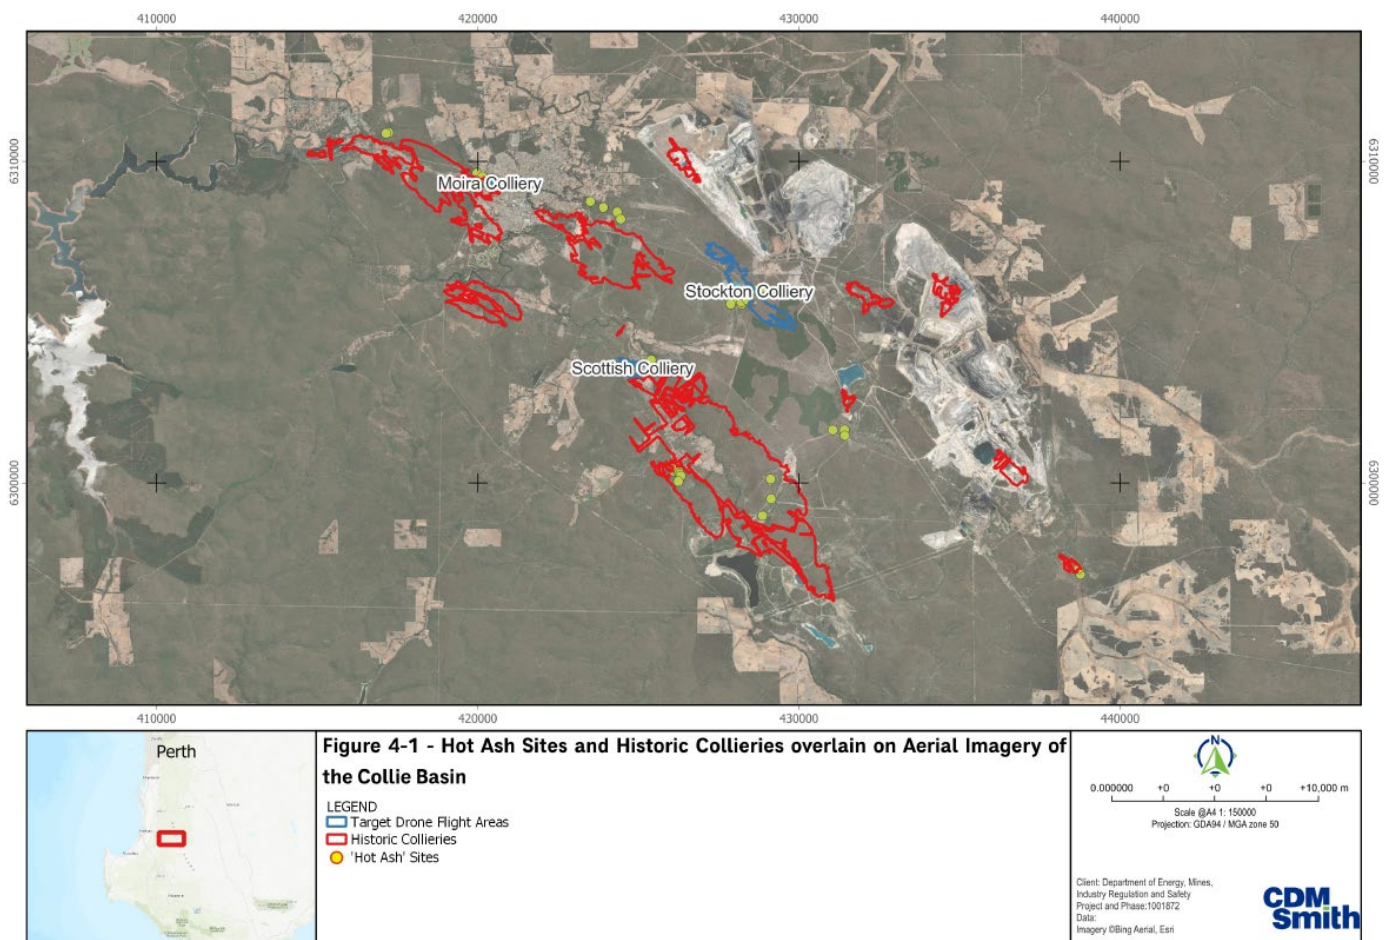 410000 420000 430000 440000
6310000 6310000
Moira Colliery
Stockton Colliery
Scottish Colliery
6300000 6300000
410000 420000 430000 440000
Perth
Figure 4-1 - Hot Ash Sites and Historic Collieries overlain on Aerial Imagery of
the Collie Basin
LEGEND
Target Drone Flight Areas
Historic Collieries
'Hot Ash' Sites
N
0.000000 +0 +0 +0 +10,000 m
Scale @A4 1: 150000
Projection: GDA94 / MGA zone 50
Client: Department of Energy, Mines,
Industry Regulation and Safety
Project and Phase:1001872
Data:
Imagery ©Bing Aerial, Esri
CDM
Smith